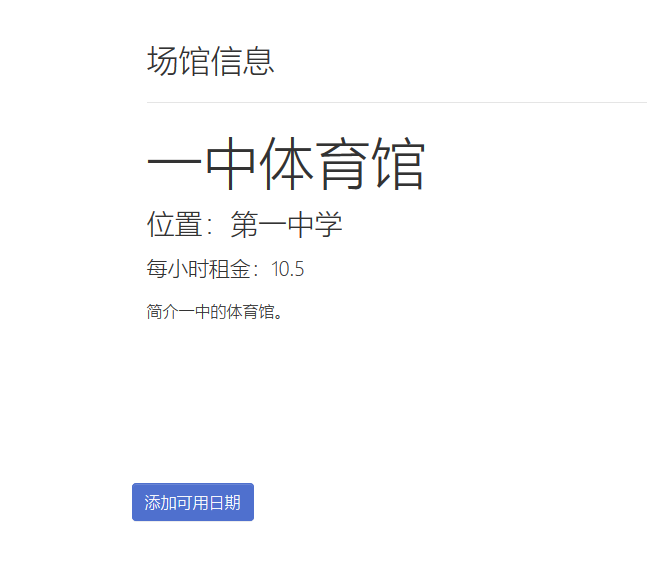 场馆信息
一中体育馆
位置：第一中学
每小时租金：10.5
简介一中的体育馆。
添加可用日期